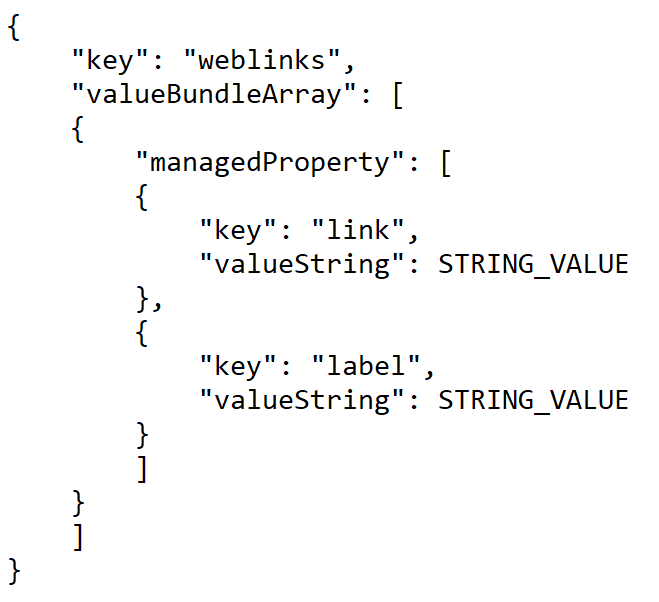 {
    "key": "weblinks",
    "valueBundleArray": [
    {
        "managedProperty": [
        {
            "key": "link",
            "valueString": STRING_VALUE
        },
        {
            "key": "label",
            "valueString": STRING_VALUE
        }
        ]
    }
    ]
}